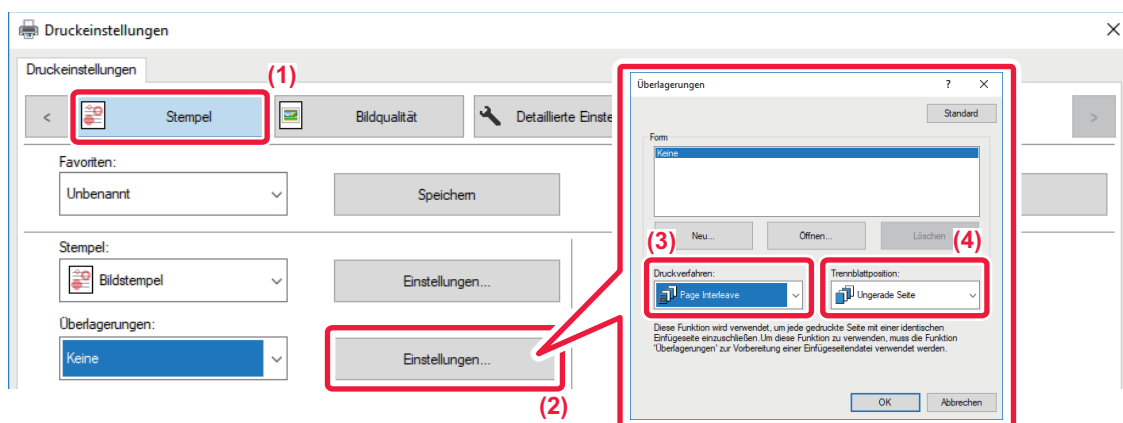 Druckeinstellungen
Druckeinstellungen
(1)
<
Stempel
Bildqualität
Detaillierte Einste
>
Favoriten:
Unbenannt
Speichern
Stempel:
Bildstempel
Einstellungen...
Überlagerungen:
Keine
Einstellungen...
(2)
Überlagerungen
?
Standard
Form
Keine
Neu...
Öffnen...
Löschen
(3)
(4)
Druckverfahren:
Page Interleave
Trennblattposition:
Ungerade Seite
Diese Funktion wird verwendet, um jede gedruckte Seite mit einer identischen
Einfügeseite einzuschließen.Um diese Funktion zu verwenden, muss die Funktion
'Überlagerungen' zur Vorbereitung einer Einfügeseitendatei verwendet werden.
OK
Abbrechen